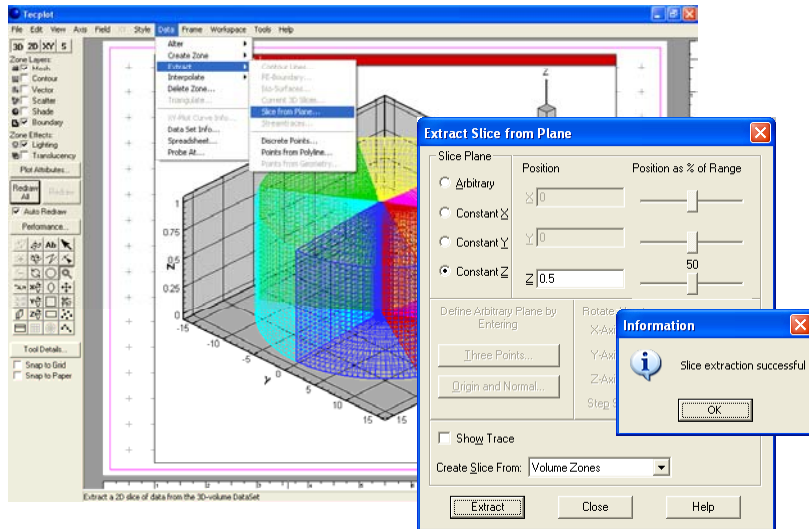 Tecplot
File Edit View Axis Field XY Style Data Frame Workspace Tools Help
3D 2D XY S
Zone Layers:
Mesh
Contour
Vector
Scatter
Shade
Boundary
Zone Effects:
Lighting
Translucency
Plot Attributes...
Redraw All
Redraw
Auto Redraw
Performance...
Tool Details...
Snap to Grid
Snap to Paper
Alter
Create Zone
Extract
Interpolate
Delete Zone...
Triangulate...
XY-Plot Curve Info...
Data Set Info...
Spreadsheet...
Probe At...
Contour Lines...
FE-Boundary...
Iso-Surfaces...
Current 3D Slices...
Slice from Plane...
Streamtraces...
Discrete Points...
Points from Polyline...
Points from Geometry...
Z
1
0.75
0.5
0.25
0
Z
-15
-10
-5
0
5
10
15
Y
15
Extract a 2D slice of data from the 3D-volume DataSet
Extract Slice from Plane
Slice Plane
Position
Position as % of Range
Arbitrary
Constant X
Constant Y
Constant Z
X 0
Y 0
Z 0.5
50
Define Arbitrary Plane by Entering
Three Points...
Origin and Normal...
Rotate
X-Axi
Y-Axi
Z-Axi
Step S
Show Trace
Create Slice From: Volume Zones
Extract Close Help
Information
Slice extraction successful
OK